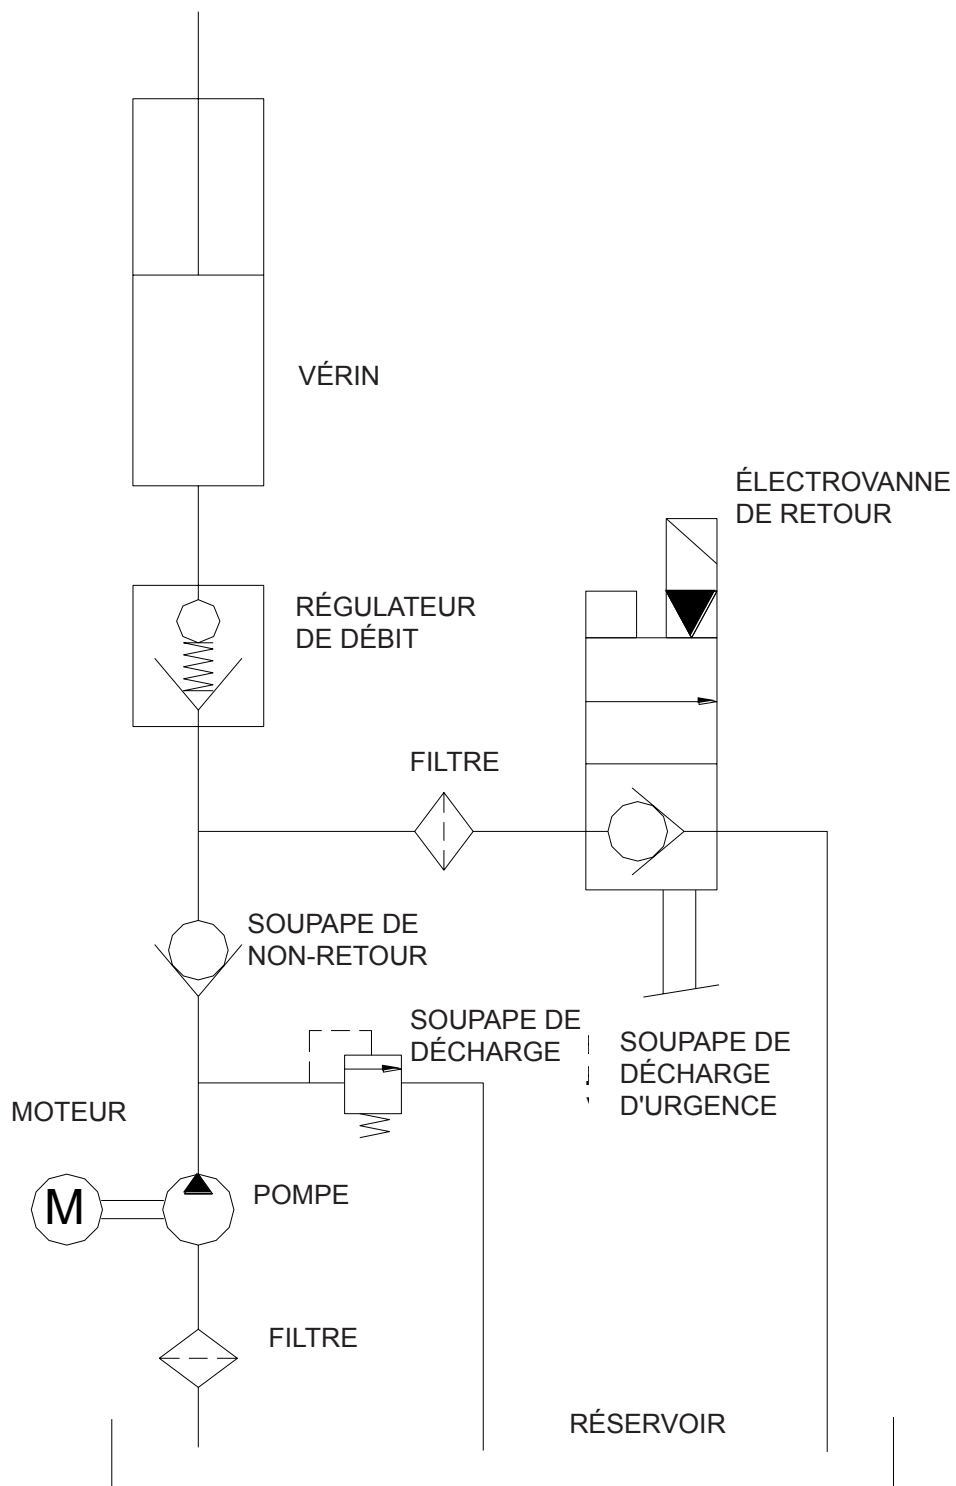 VÉRIN
ÉLECTROVANNE
DE RETOUR
RÉGULATEUR
DE DÉBIT
FILTRE
SOUPAPE DE
NON-RETOUR
SOUPAPE DE
DÉCHARGE
SOUPAPE DE
DÉCHARGE
D'URGENCE
MOTEUR
M
POMPE
FILTRE
RÉSERVOIR